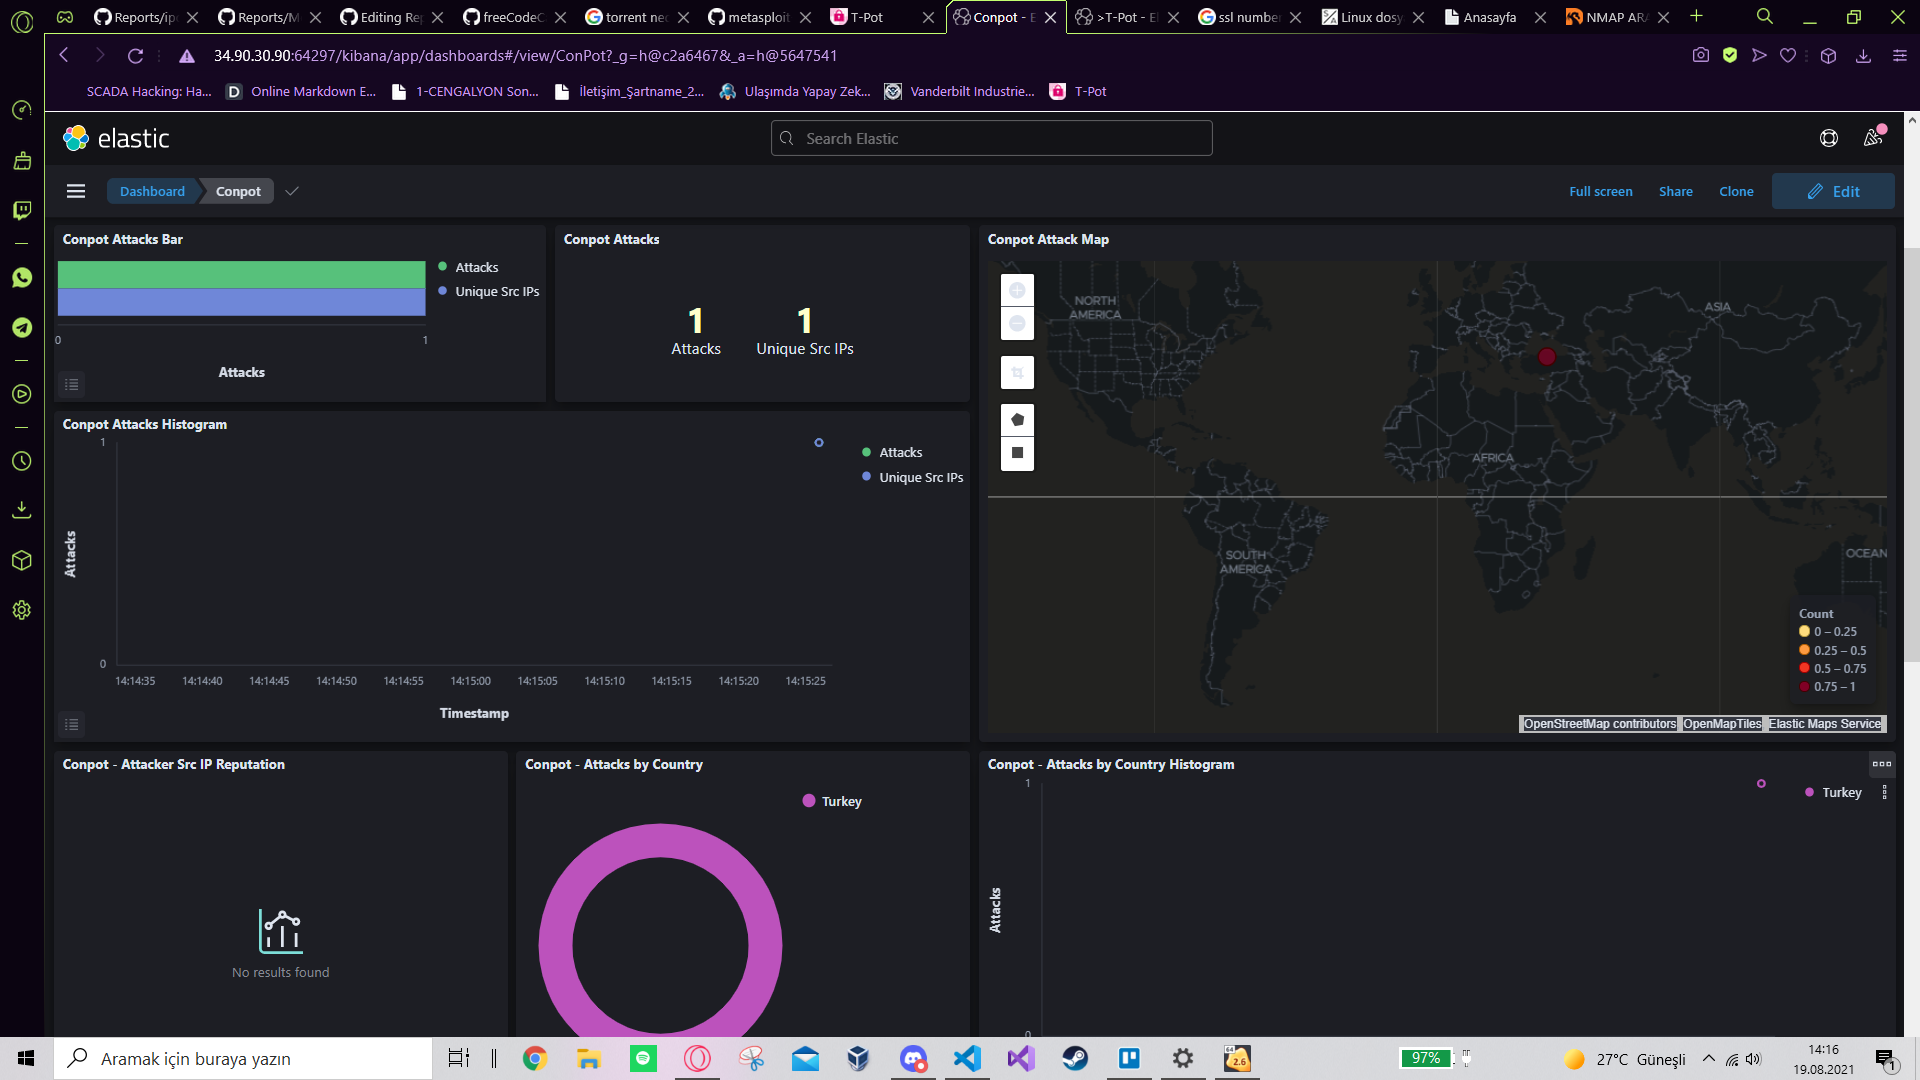 Reports/ip
Reports/M
Editing Re
freeCodeC
torrent ne
metasploit
T-Pot
Conpot - E
>T-Pot - E
ssl number
Linux dosy
Anasayfa
NMAP AR
34.90.30.90:64297/kibana/app/dashboards#/view/ConPot?_g=h@c2a6467&_a=h@5647541
SCADA Hacking: Ha...
Online Markdown E...
1-CENGALYON Son...
İletişim_Şartname_2...
Ulaşımda Yapay Zek...
Vanderbilt Industrie...
T-Pot
elastic
Search Elastic
Dashboard
Conpot
Full screen
Share
Clone
Edit
Conpot Attacks Bar
Attacks
Unique Src IPs
0
1
Attacks
Conpot Attacks
1
Attacks
1
Unique Src IPs
Conpot Attack Map
NORTH
AMERICA
ASIA
AFRICA
SOUTH
AMERICA
OCEAN
Count
0 – 0.25
0.25 – 0.5
0.5 – 0.75
0.75 – 1
OpenStreetMap contributors
OpenMapTiles
Elastic Maps Service
Conpot Attacks Histogram
1
0
Attacks
Attacks
Unique Src IPs
14:14:35 14:14:40 14:14:45 14:14:50 14:14:55 14:15:00 14:15:05 14:15:10 14:15:15 14:15:20 14:15:25
Timestamp
Conpot - Attacker Src IP Reputation
No results found
Conpot - Attacks by Country
Turkey
Conpot - Attacks by Country Histogram
1
Attacks
0
Turkey
Aramak için buraya yazın
64
2.6
97%
27°C Güneşli
14:16
19.08.2021
1